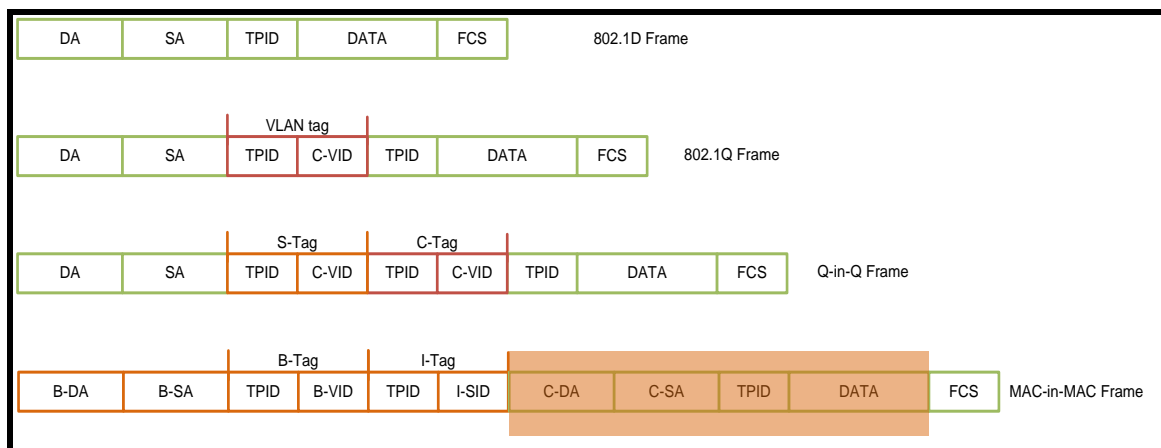 DA SA TPID DATA FCS 802.1D Frame
VLAN tag
DA SA TPID C-VID TPID DATA FCS 802.1Q Frame
S-Tag C-Tag
DA SA TPID C-VID TPID C-VID TPID DATA FCS Q-in-Q Frame
B-Tag I-Tag
B-DA B-SA TPID B-VID TPID I-SID C-DA C-SA TPID DATA FCS MAC-in-MAC Frame